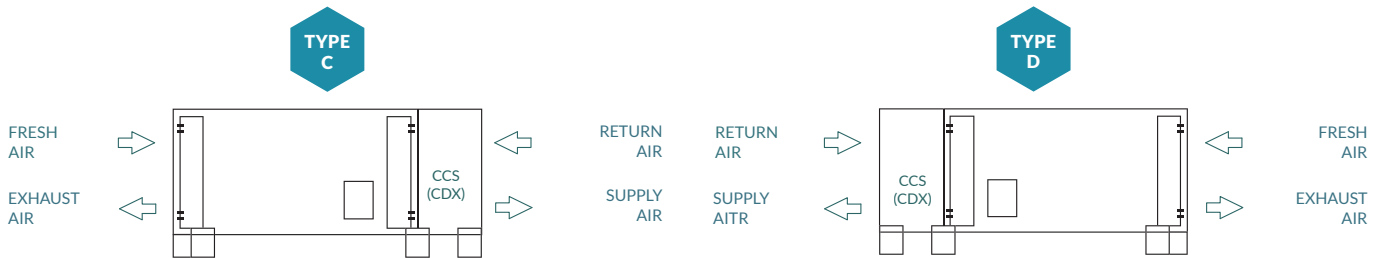 TYPE
C
FRESH
AIR
EXHAUST
AIR
CCS
(CDX)
RETURN
AIR
SUPPLY
AIR
TYPE
D
RETURN
AIR
SUPPLY
AITR
CCS
(CDX)
FRESH
AIR
EXHAUST
AIR